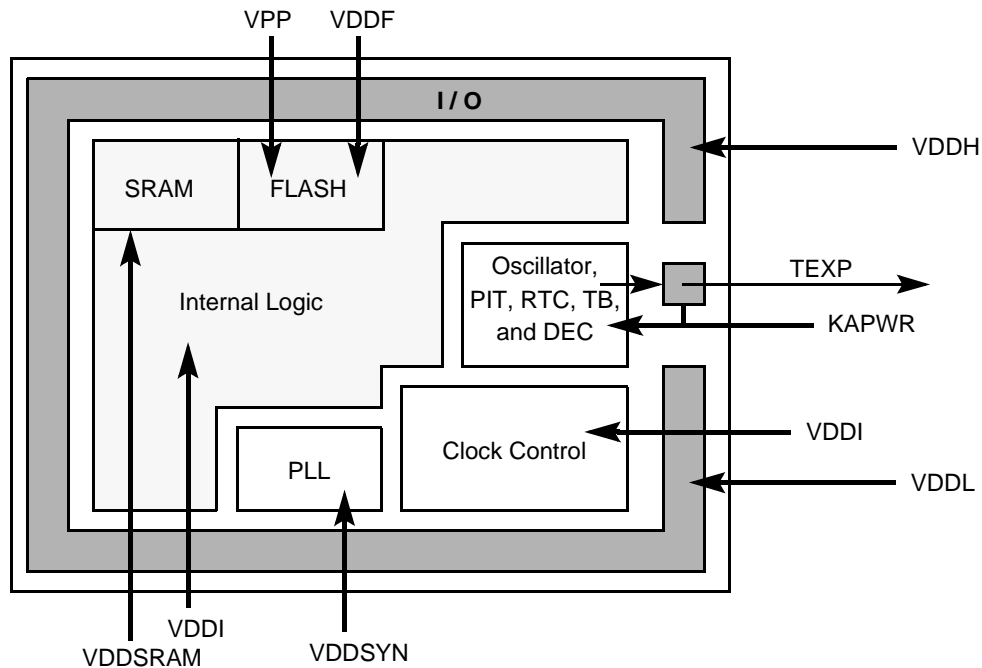 VPP
VDDF
I / O
VDDH
SRAM
FLASH
Oscillator,
PIT, RTC, TB,
and DEC
TEXP
Internal Logic
KAPWR
VDDI
Clock Control
PLL
VDDL
VDDI
VDDSRAM
VDDSYN